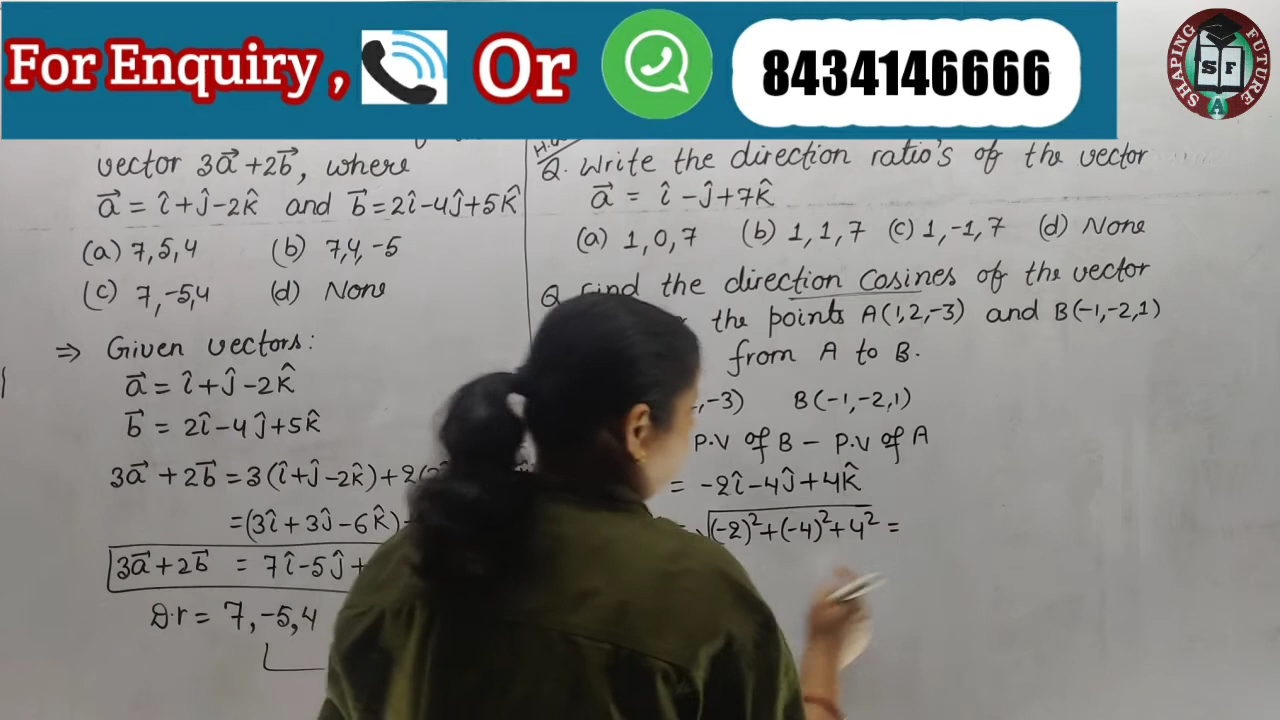 For Enquiry , Or 8434146666
SHAPING FUTURE
S F
A
vector 3a⃗+2b⃗, where
a⃗ = î+ĵ-2k̂ and b⃗=2î-4ĵ+5k̂
(a) 7,5,4 (b) 7,4,-5
(c) 7,-5,4 (d) None
⇒ Given vectors:
a⃗ = î+ĵ-2k̂
b⃗ = 2î-4ĵ+5k̂
3a⃗+2b⃗ = 3(î+ĵ-2k̂)+2(2î
=(3î+3ĵ-6k̂)+
3a⃗+2b⃗ = 7î-5ĵ+
D.r = 7,-5,4
H.W
Q. Write the direction ratio's of the vector
a⃗ = î-ĵ+7k̂
(a) 1,0,7 (b) 1,1,7 (c) 1,-1,7 (d) None
Q. Find the direction cosines of the vector
the points A(1,2,-3) and B(-1,-2,1)
from A to B.
,-3) B(-1,-2,1)
P.V of B - P.V of A
= -2î-4ĵ+4k̂
= √(-2)²+(-4)²+4² =